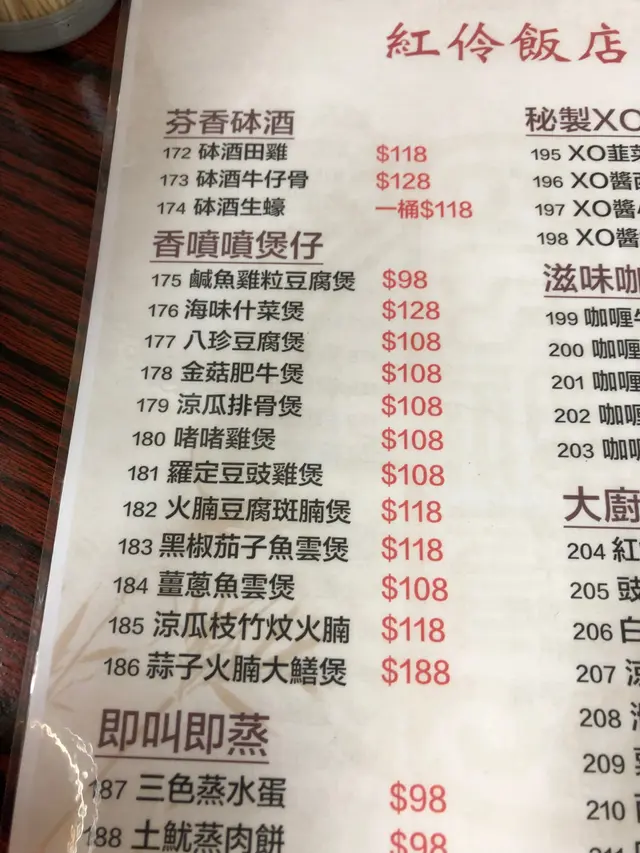 紅伶飯店
芬香砵酒
172 砵酒田雞 $118
173 砵酒牛仔骨 $128
174 砵酒生蠔 一桶$118
香噴噴煲仔
175 鹹魚雞粒豆腐煲 $98
176 海味什菜煲 $128
177 八珍豆腐煲 $108
178 金菇肥牛煲 $108
179 涼瓜排骨煲 $108
180 啫啫雞煲 $108
181 羅定豆豉雞煲 $108
182 火腩豆腐斑腩煲 $118
183 黑椒茄子魚雲煲 $118
184 薑蔥魚雲煲 $108
185 涼瓜枝竹炆火腩 $118
186 蒜子火腩大鱔煲 $188
即叫即蒸
187 三色蒸水蛋 $98
188 土魷蒸肉餅 $98
秘製XO
195 XO韮菜
196 XO醬
197 XO醬
198 XO醬
滋味咖
199 咖喱
200 咖喱
201 咖喱
202 咖喱
203 咖喱
大廚
204 紅
205 豉
206 白
207 涼
208
209
210
211